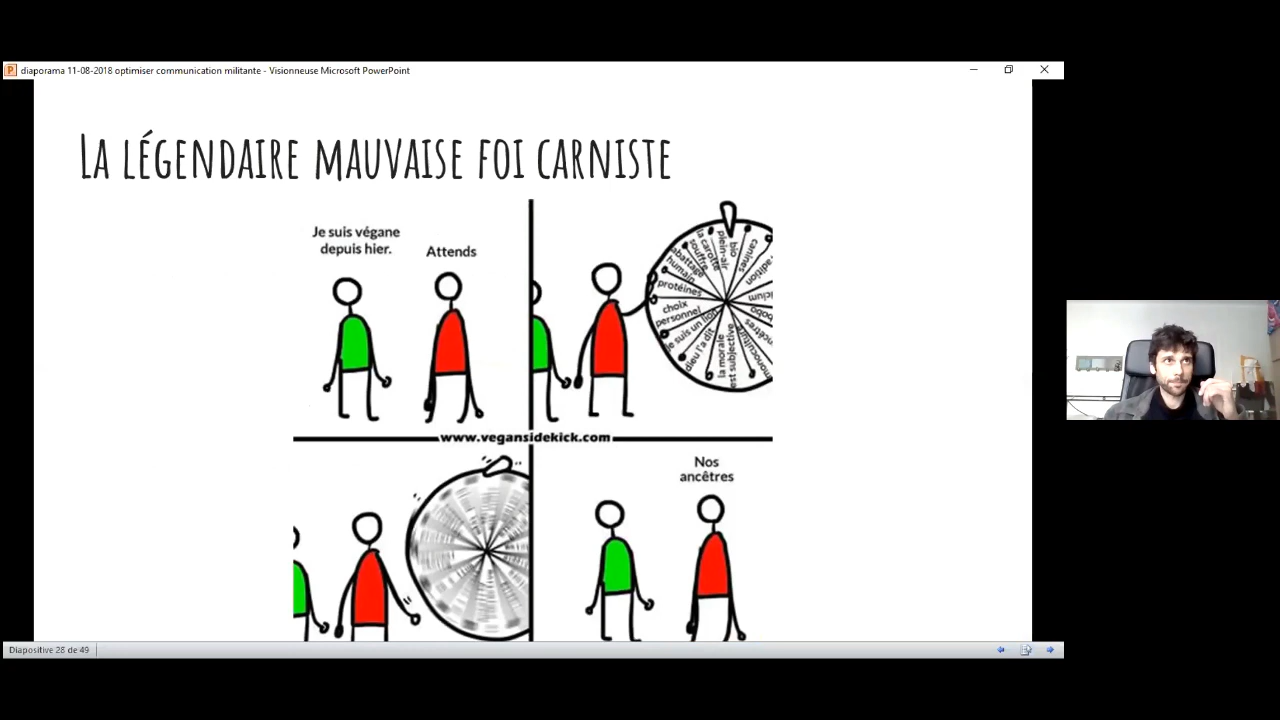 diaporama 11-08-2018 optimiser communication militante - Visionneuse Microsoft PowerPoint
La légendaire mauvaise foi carniste
Je suis végane
depuis hier.
Attends
bio
plein-air
la carotte
souffre
abattage
humain
protéines
choix
personnel
je suis un lion
dieu l'a dit
la morale
est subjective
monoculture
canines
www.vegansidekick.com
Nos
ancêtres
Diapositive 28 de 49